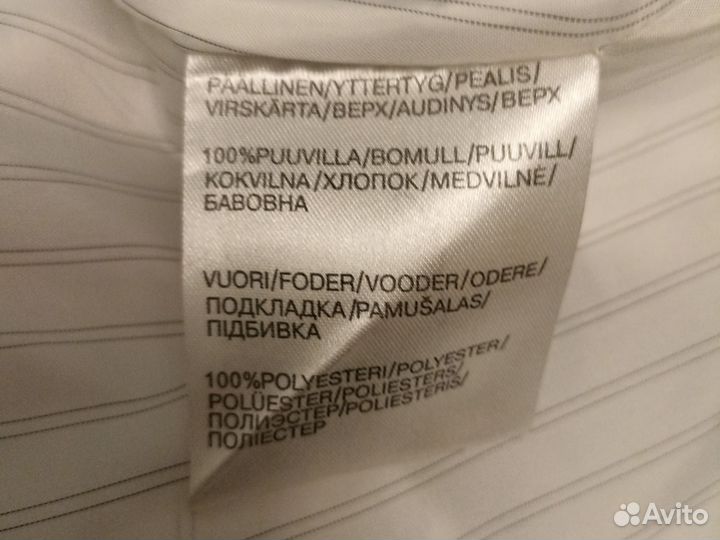 PÄÄLLINEN/YTTERTYG/PEALIS/
VIRSKĀRTA/ВЕРХ/AUDINYS/ВЕРХ
100%PUUVILLA/BOMULL/PUUVILL/
KOKVILNA/ХЛОПОК/MEDVILNĖ/
БАВОВНА
VUORI/FODER/VOODER/ODERE/
ПОДКЛАДКА/PAMUŠALAS/
ПІДБИВКА
100%POLYESTERI/POLYESTER/
POLÜESTER/POLIESTERS/
ПОЛИЭСТЕР/POLIESTERIS/
ПОЛІЕСТЕР
Avito